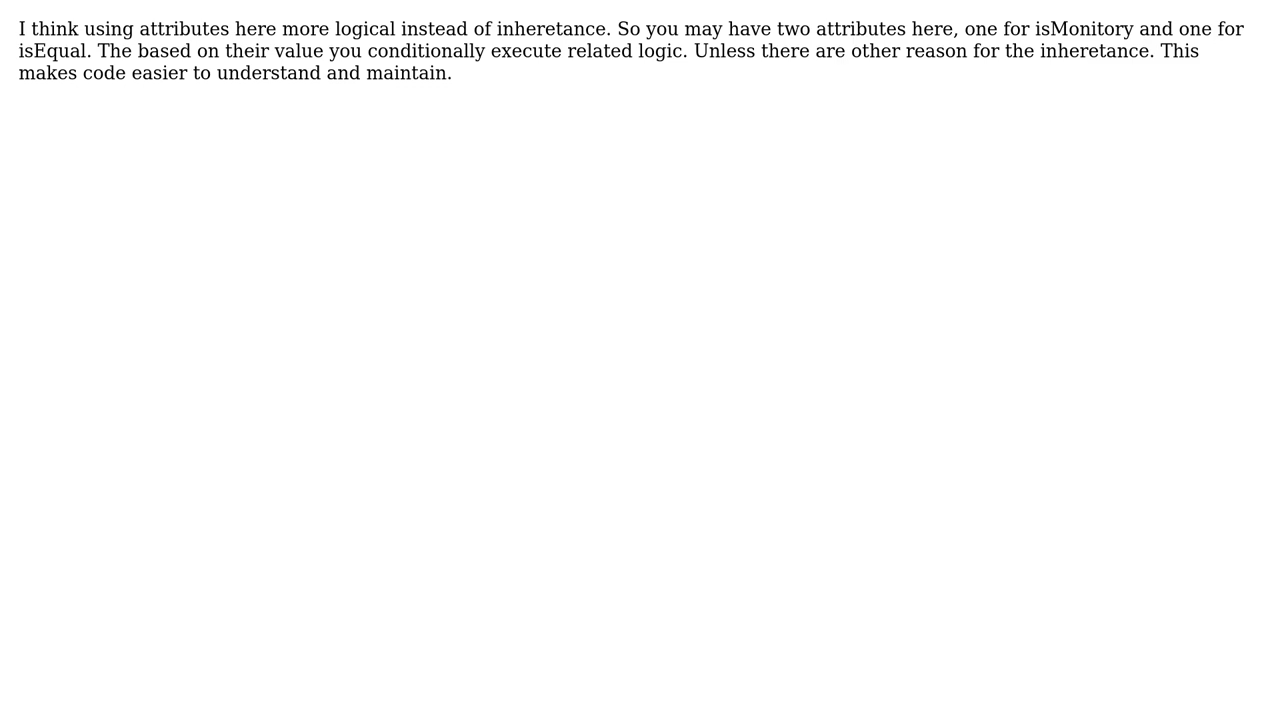 I think using attributes here more logical instead of inheretance. So you may have two attributes here, one for isMonitory and one for
isEqual. The based on their value you conditionally execute related logic. Unless there are other reason for the inheretance. This
makes code easier to understand and maintain.